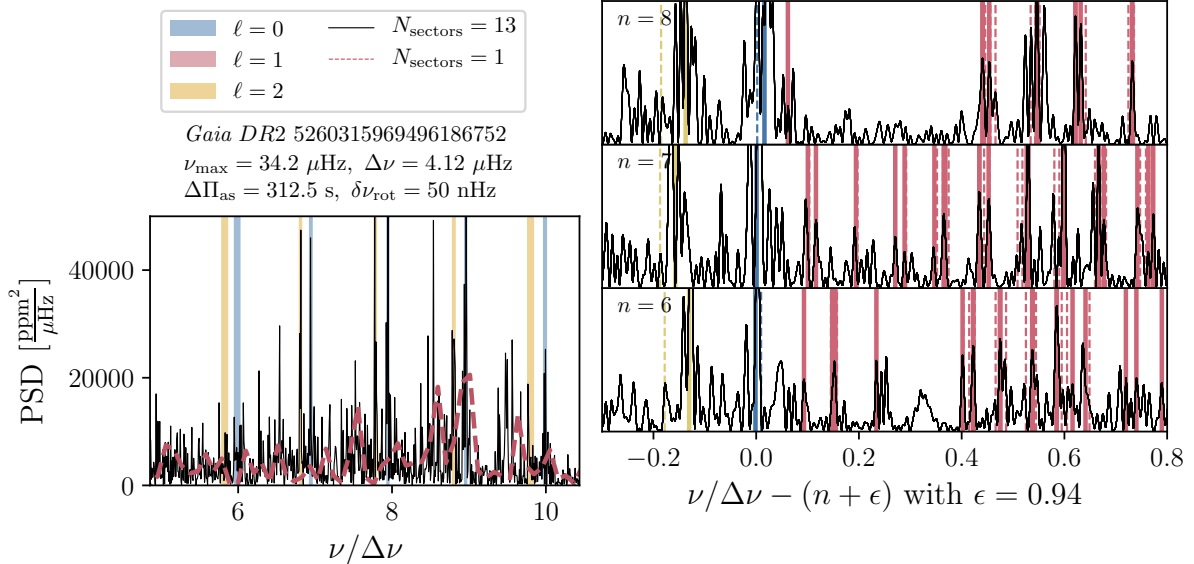 ℓ = 0
ℓ = 1
ℓ = 2
N_sectors = 13
N_sectors = 1
Gaia DR2 5260315969496186752
ν_max = 34.2 μHz, Δν = 4.12 μHz
ΔΠ_as = 312.5 s, δν_rot = 50 nHz
PSD [ppm²/μHz]
40000
20000
0
6
8
10
ν/Δν
n = 8
n = 7
n = 6
−0.2
0.0
0.2
0.4
0.6
0.8
ν/Δν − (n + ϵ) with ϵ = 0.94